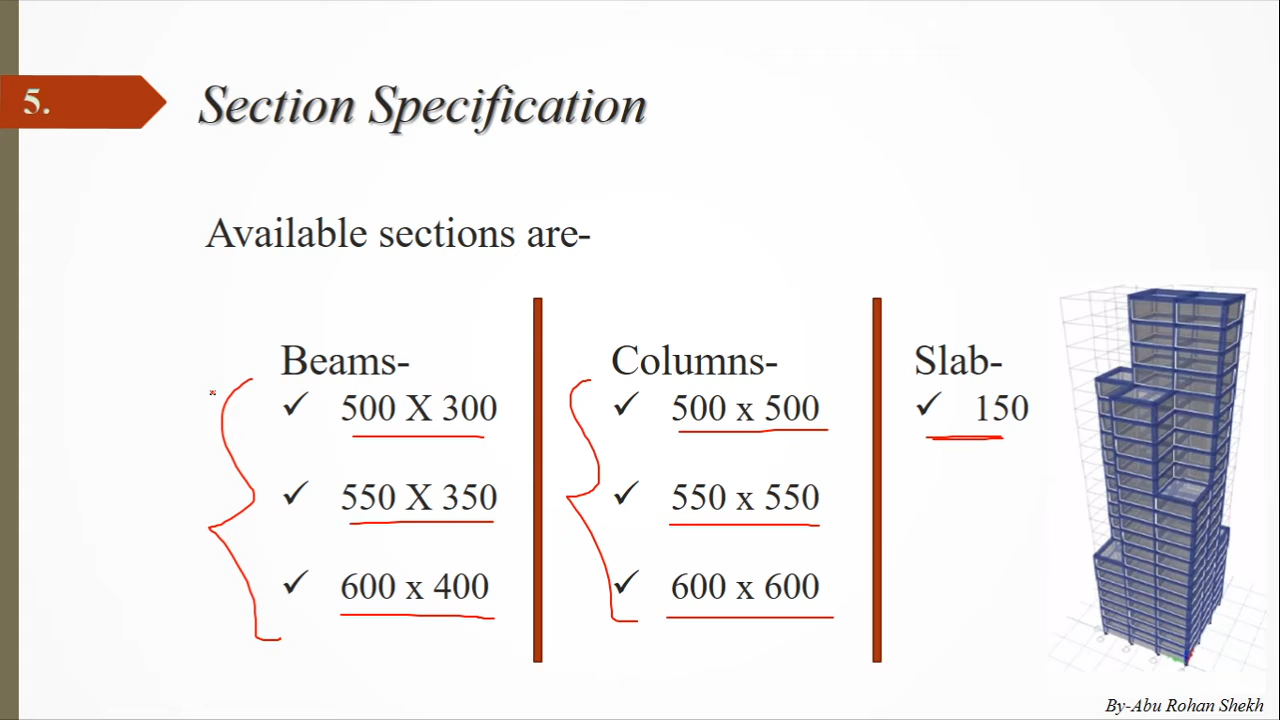 5.
Section Specification
Available sections are-
Beams-
✓ 500 X 300
✓ 550 X 350
✓ 600 x 400
Columns-
✓ 500 x 500
✓ 550 x 550
✓ 600 x 600
Slab-
✓ 150
By-Abu Rohan Shekh